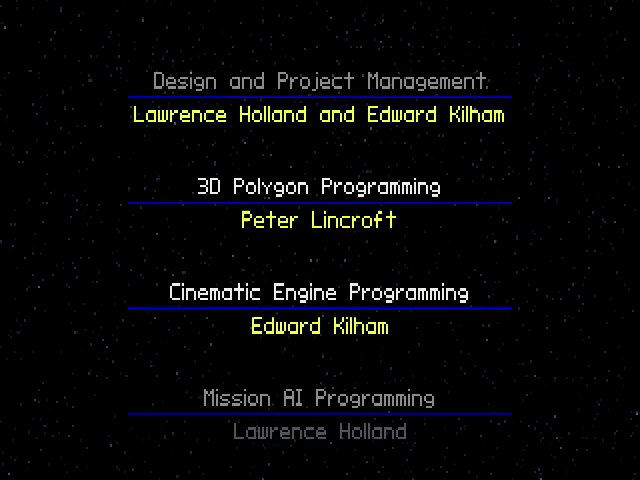 Design and Project Management
Lawrence Holland and Edward Kilham
3D Polygon Programming
Peter Lincroft
Cinematic Engine Programming
Edward Kilham
Mission AI Programming
Lawrence Holland